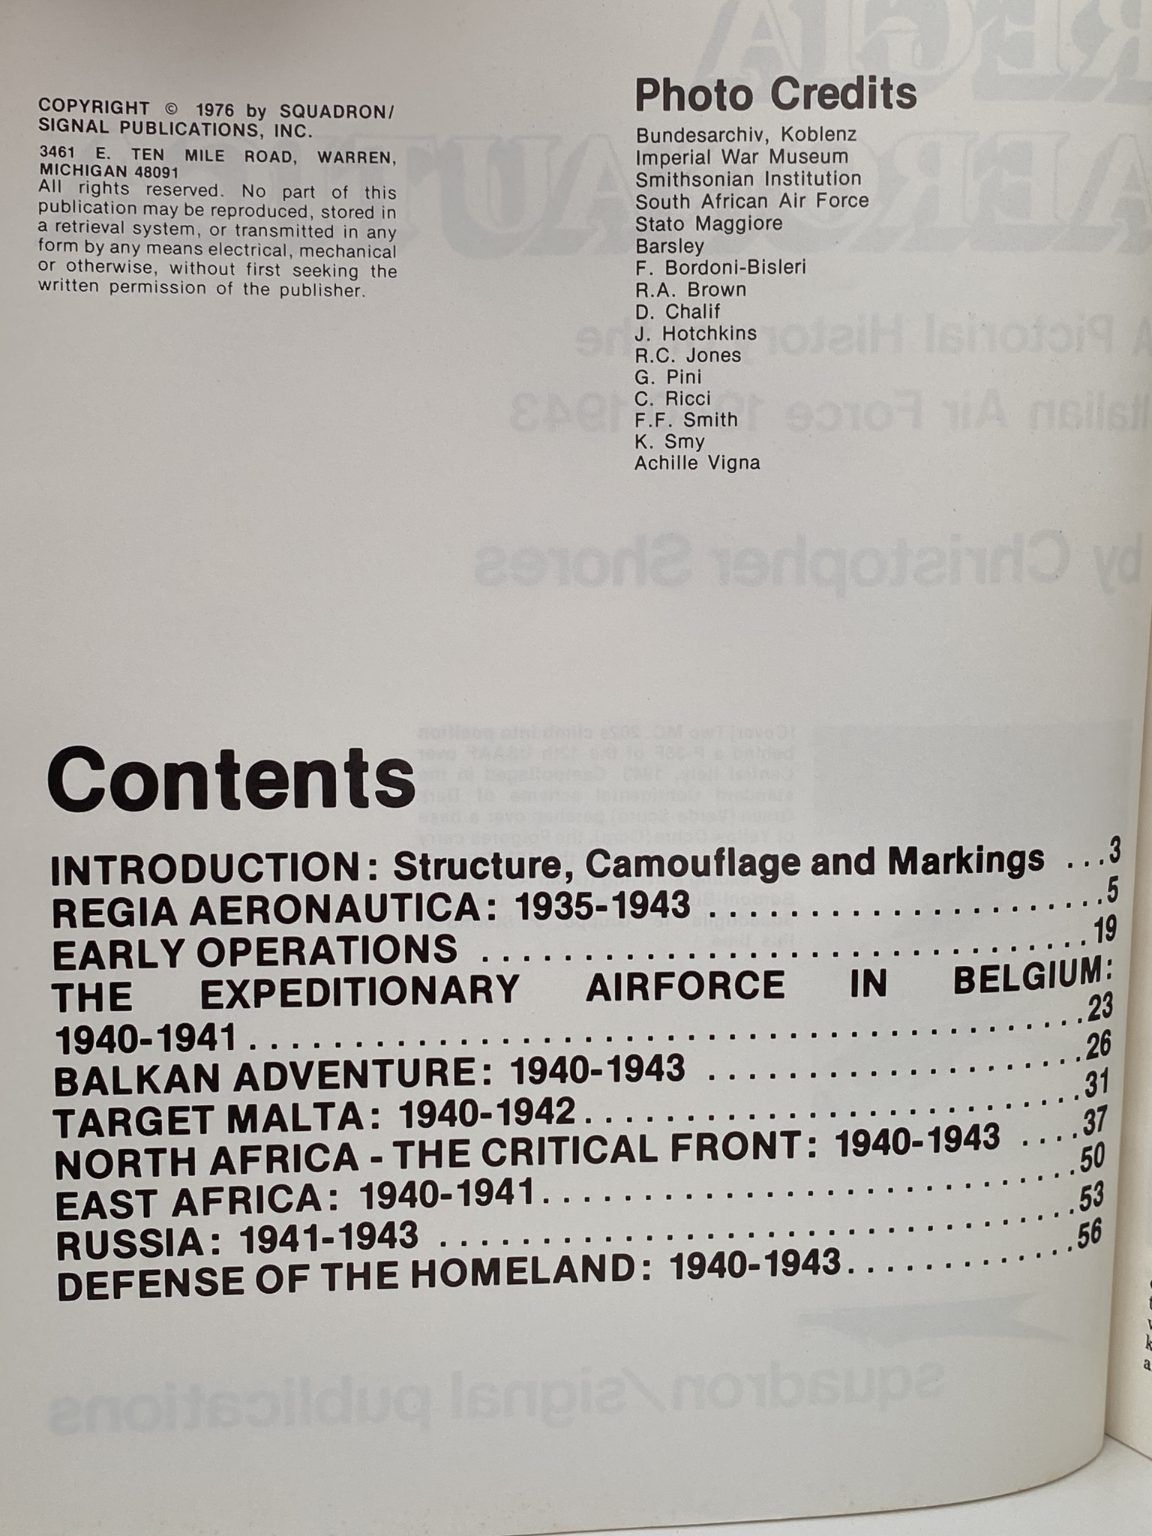 COPYRIGHT © 1976 by SQUADRON/
SIGNAL PUBLICATIONS, INC.
3461 E. TEN MILE ROAD, WARREN,
MICHIGAN 48091
All rights reserved. No part of this
publication may be reproduced, stored in
a retrieval system, or transmitted in any
form by any means electrical, mechanical
or otherwise, without first seeking the
written permission of the publisher.
Photo Credits
Bundesarchiv, Koblenz
Imperial War Museum
Smithsonian Institution
South African Air Force
Stato Maggiore
Barsley
F. Bordoni-Bisleri
R.A. Brown
D. Chalif
J. Hotchkins
R.C. Jones
G. Pini
C. Ricci
F.F. Smith
K. Smy
Achille Vigna
by Christopher Shores
Contents
INTRODUCTION: Structure, Camouflage and Markings ...3
REGIA AERONAUTICA: 1935-1943 ......................5
EARLY OPERATIONS .............................19
THE EXPEDITIONARY AIRFORCE IN BELGIUM:
1940-1941........................................23
BALKAN ADVENTURE: 1940-1943 ..................26
TARGET MALTA: 1940-1942........................31
NORTH AFRICA - THE CRITICAL FRONT: 1940-1943 ....37
EAST AFRICA: 1940-1941..........................50
RUSSIA: 1941-1943 ..............................53
DEFENSE OF THE HOMELAND: 1940-1943............56
squadron/signal publications